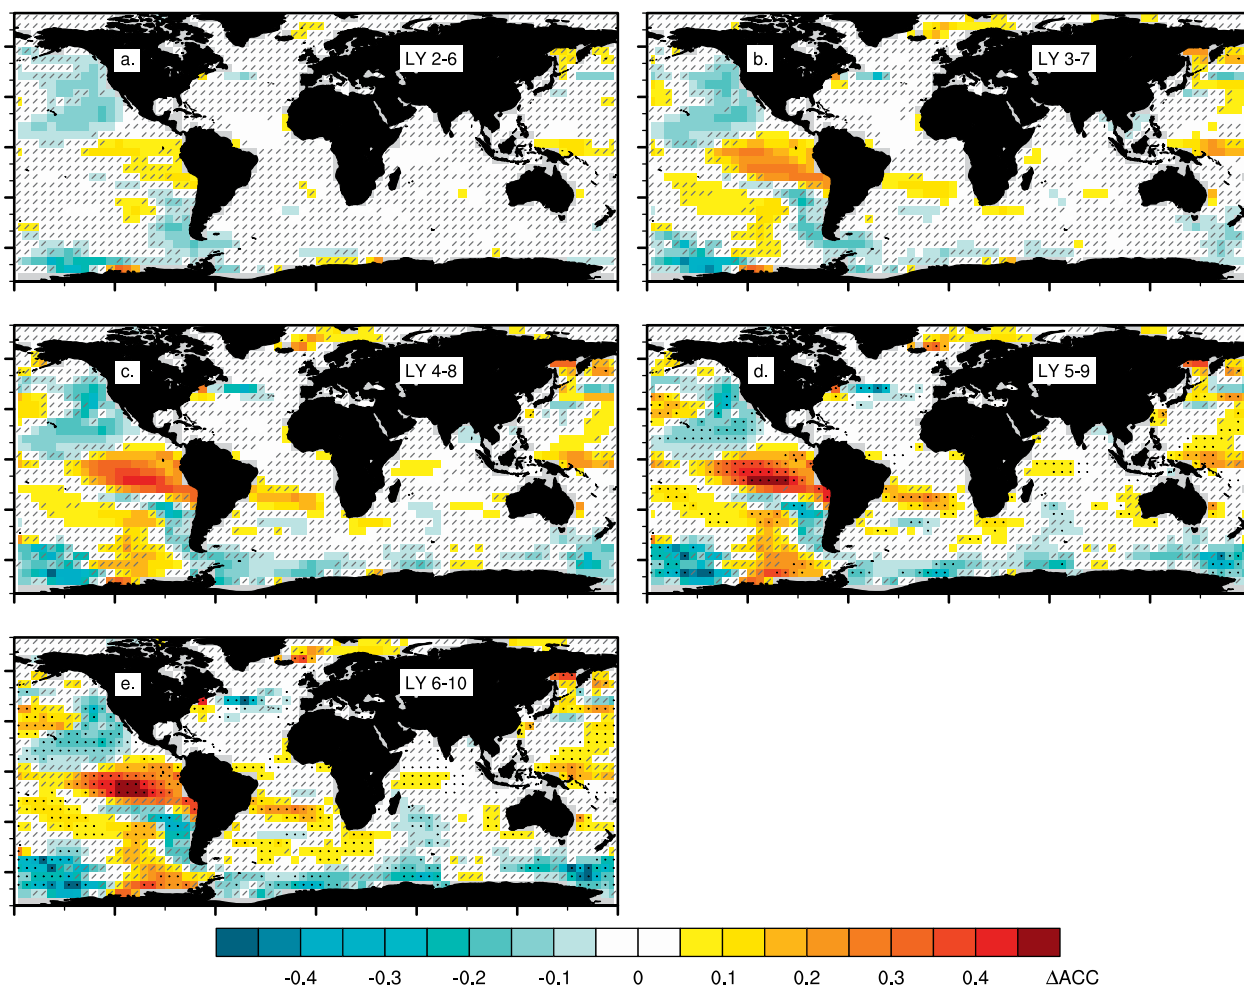 a.
LY 2-6
b.
LY 3-7
c.
LY 4-8
d.
LY 5-9
e.
LY 6-10
-0.4 -0.3 -0.2 -0.1 0 0.1 0.2 0.3 0.4 ΔACC